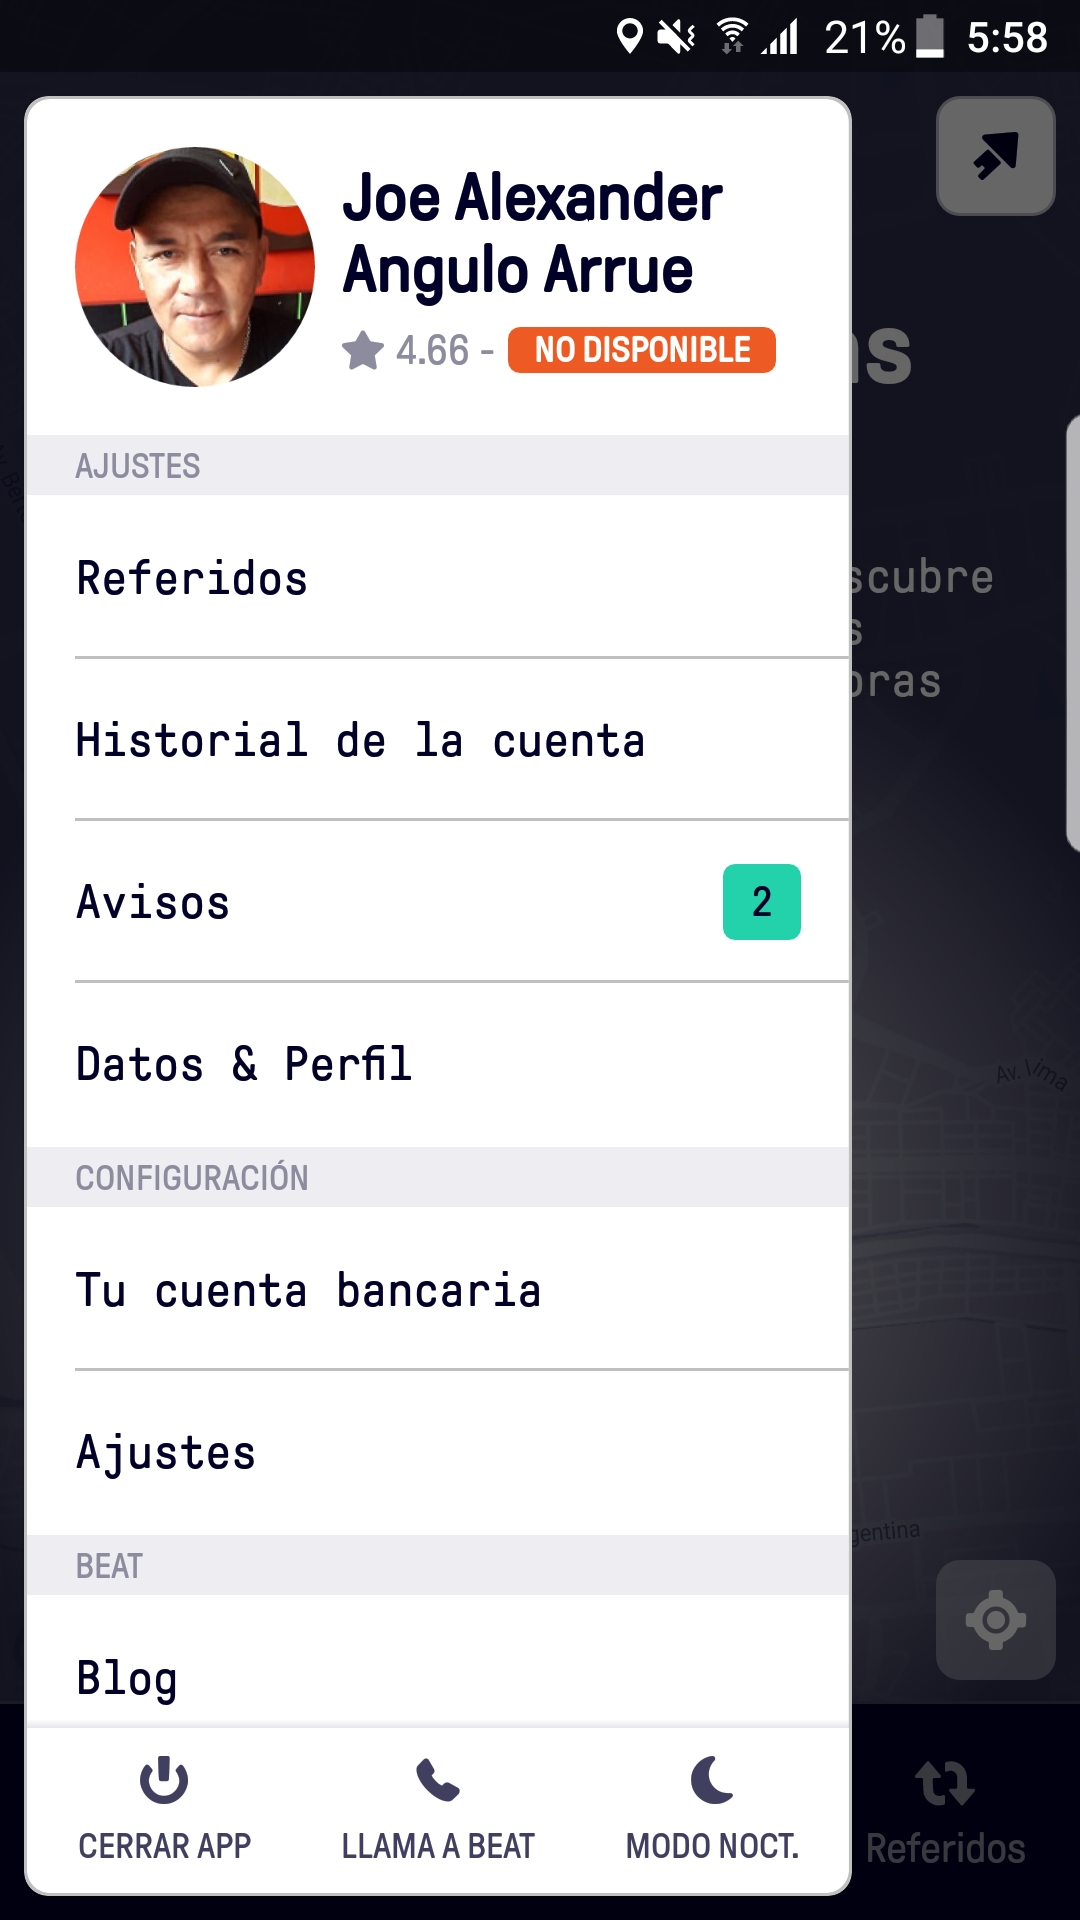 21% 5:58
Joe Alexander
Angulo Arrue
4.66 - NO DISPONIBLE
AJUSTES
Referidos
scubre
s
oras
Historial de la cuenta
Avisos 2
Datos & Perfil
Av. Vima
CONFIGURACIÓN
Tu cuenta bancaria
Ajustes
gentina
BEAT
Blog
CERRAR APP LLAMA A BEAT MODO NOCT. Referidos